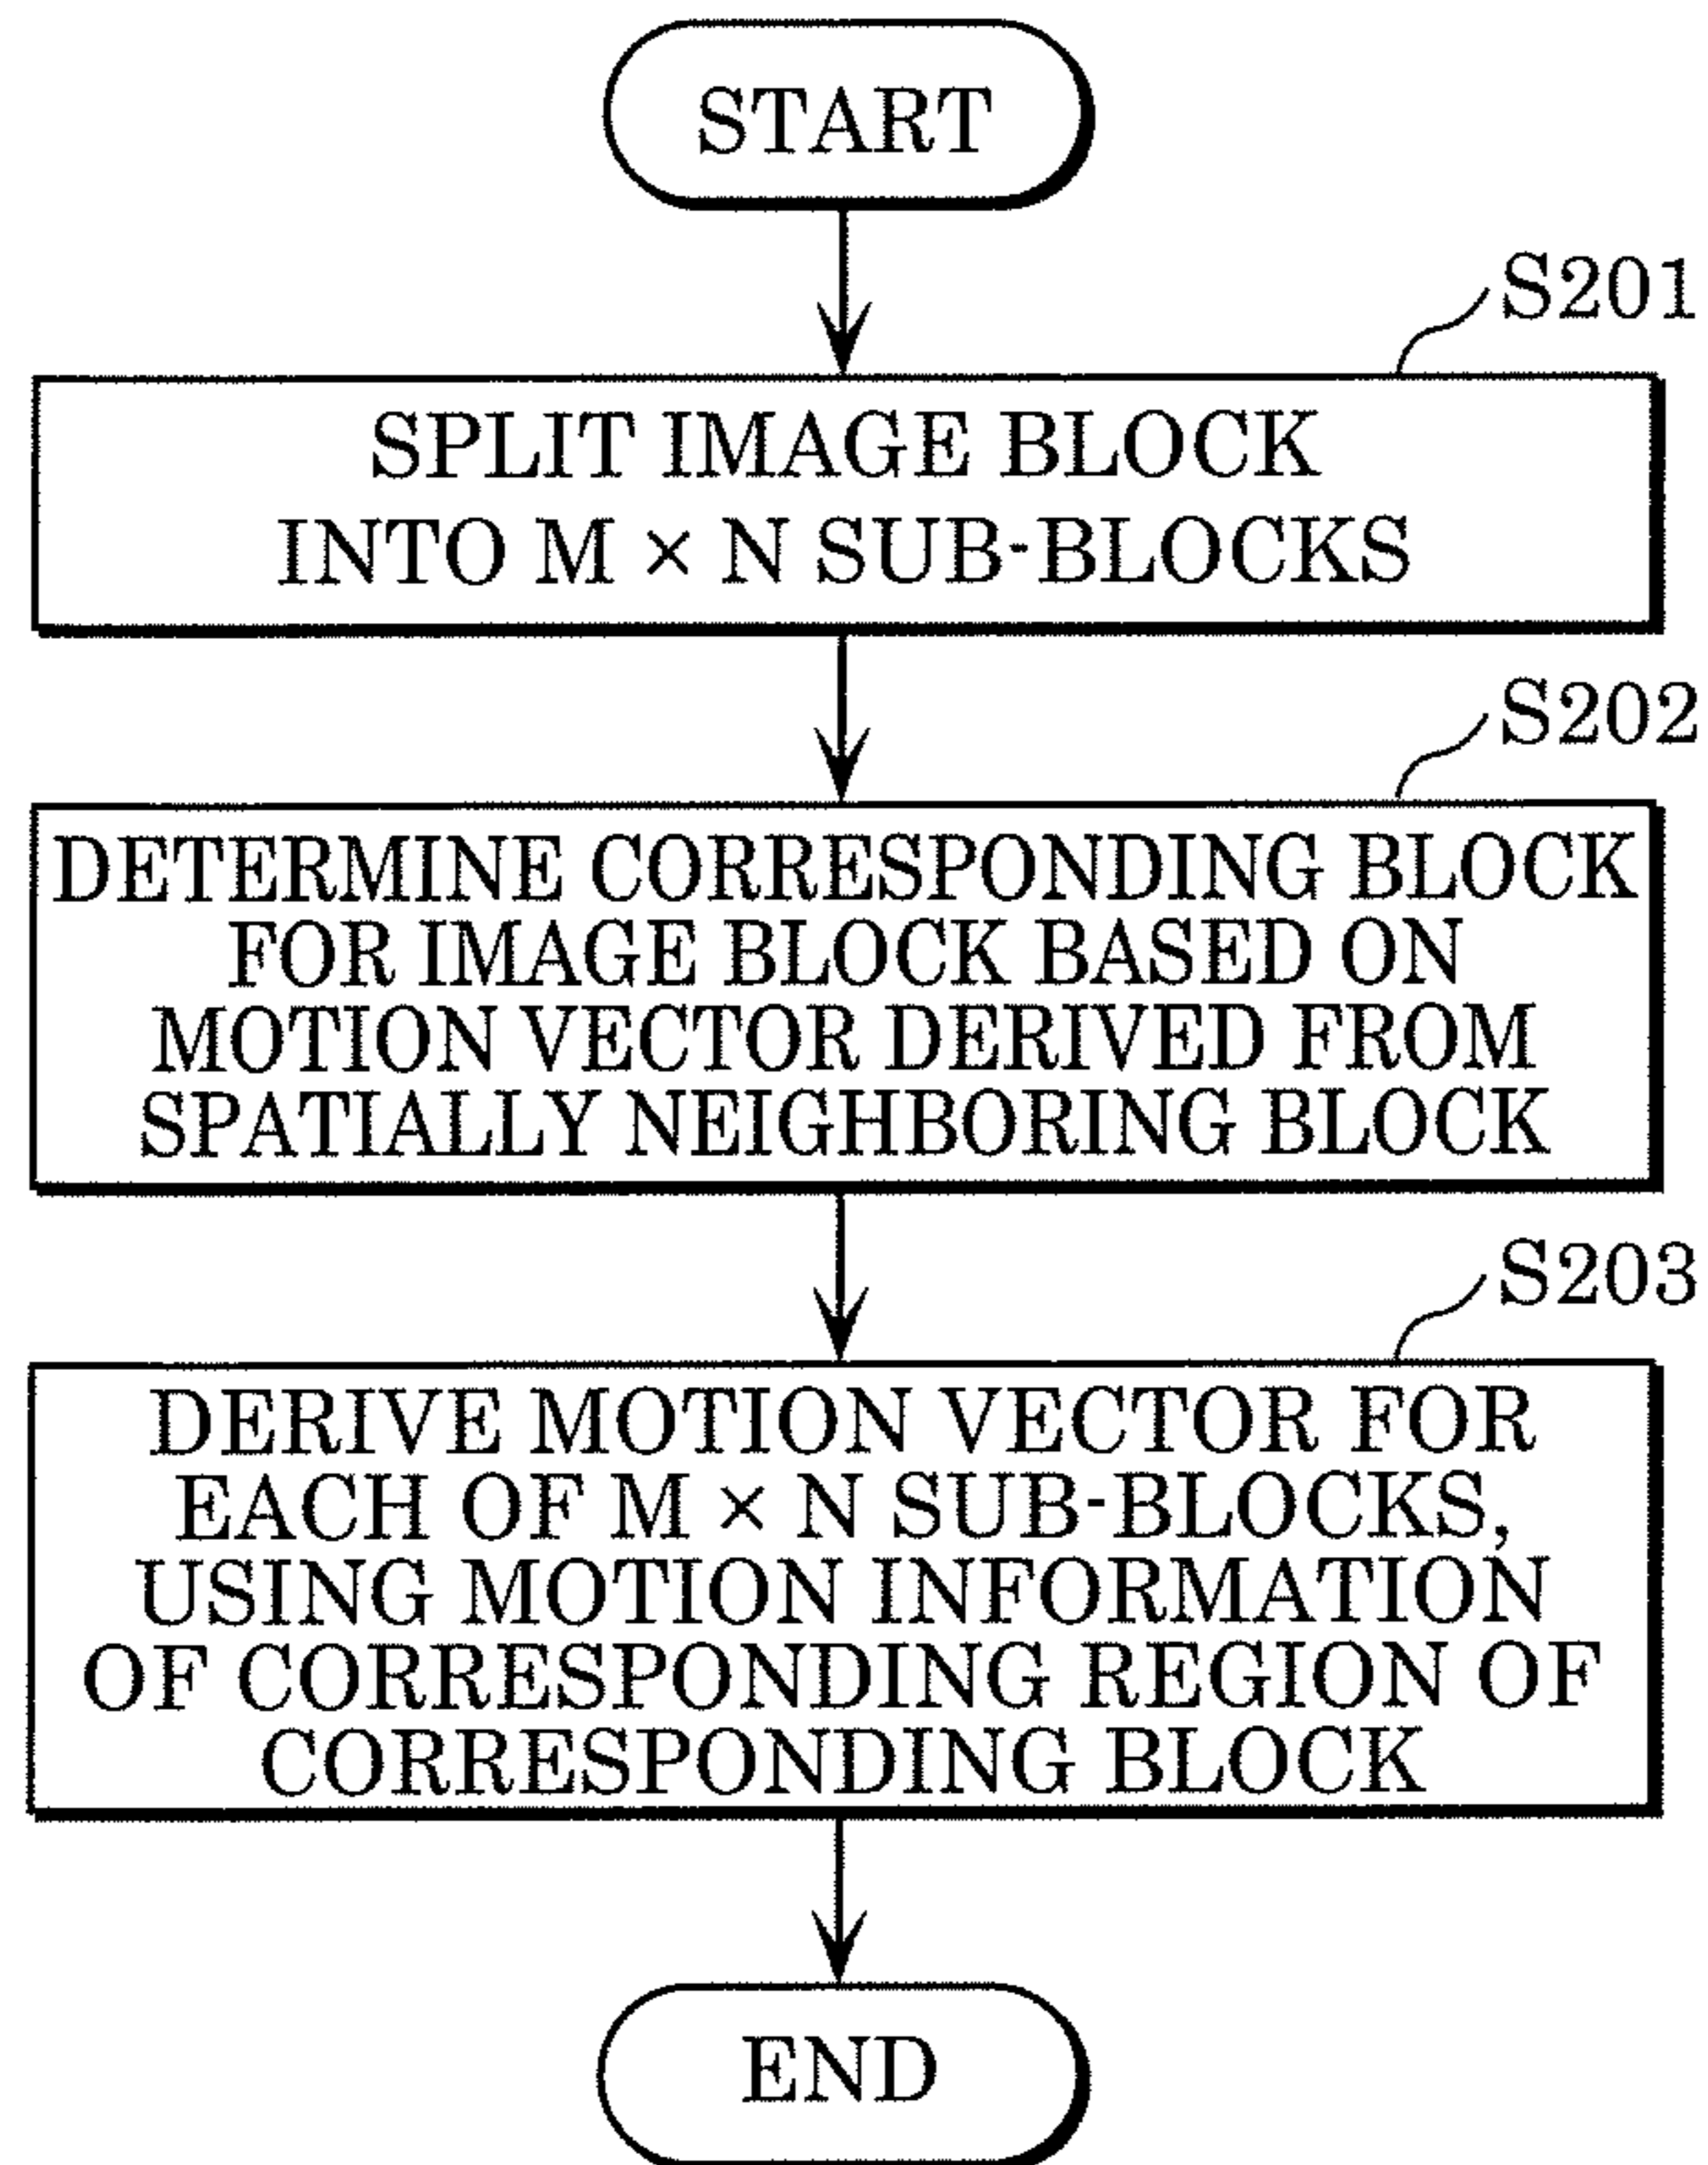 START
S201
SPLIT IMAGE BLOCK
INTO M × N SUB-BLOCKS
S202
DETERMINE CORRESPONDING BLOCK
FOR IMAGE BLOCK BASED ON
MOTION VECTOR DERIVED FROM
SPATIALLY NEIGHBORING BLOCK
S203
DERIVE MOTION VECTOR FOR
EACH OF M × N SUB-BLOCKS,
USING MOTION INFORMATION
OF CORRESPONDING REGION OF
CORRESPONDING BLOCK
END